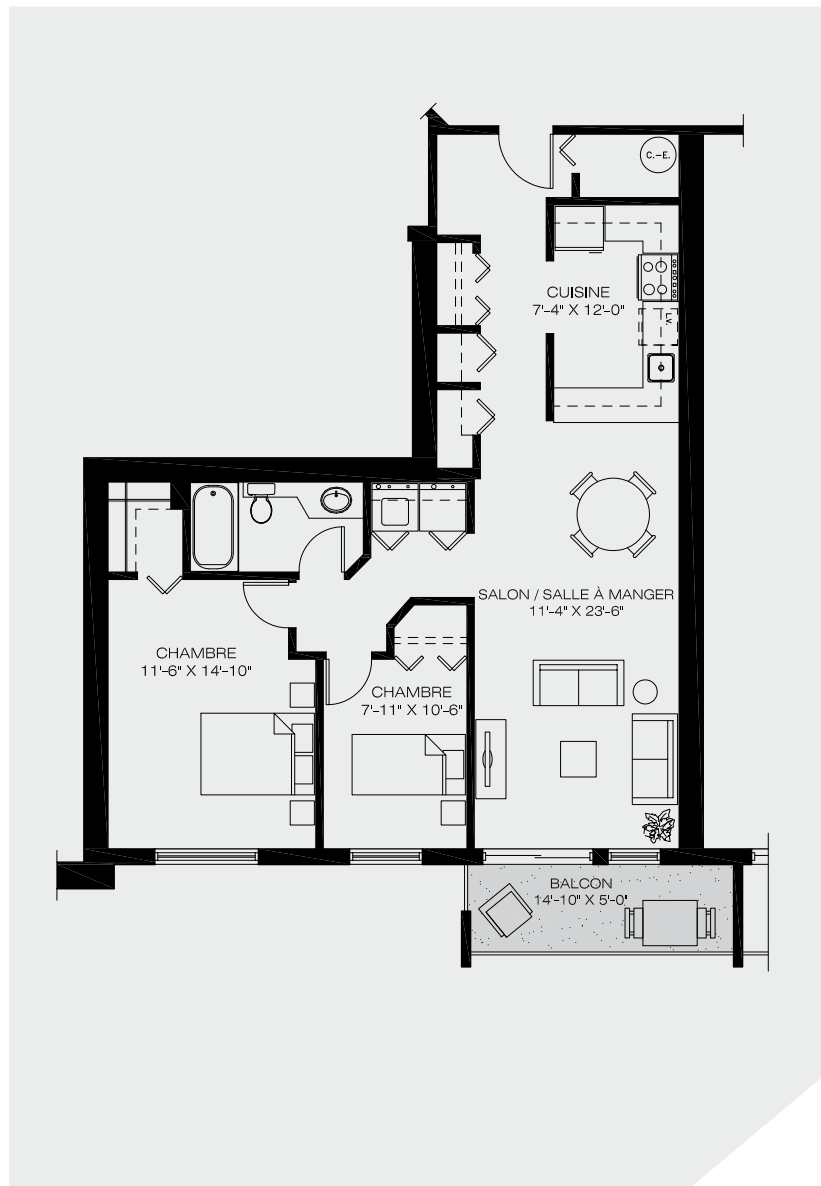 C.-E.
CUISINE
7'-4" X 12'-0"
LV.
SALON / SALLE À MANGER
11'-4" X 23'-6"
CHAMBRE
11'-6" X 14'-10"
CHAMBRE
7'-11" X 10'-6"
BALCON
14'-10" X 5'-0"